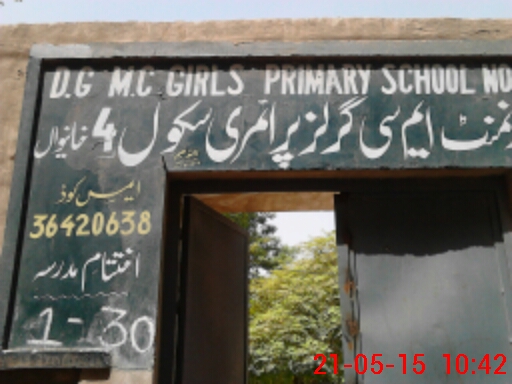 D.G M.C GIRLS PRIMARY SCHOOL NO
ایم سی گرلز پرائمری سکول 4 خانیوال
ایمس کوڈ
36420638
اختتام مدرسہ
1-30
21-05-15 10:42